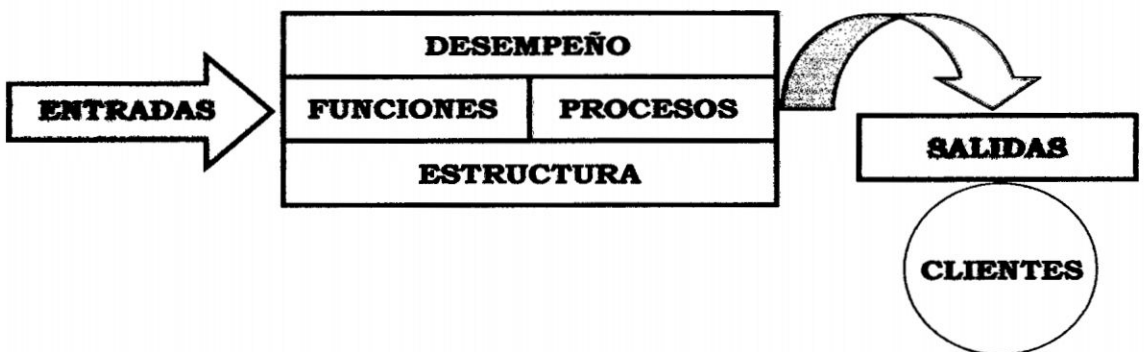 DESEMPEÑO
ENTRADAS
FUNCIONES
PROCESOS
ESTRUCTURA
SALIDAS
CLIENTES